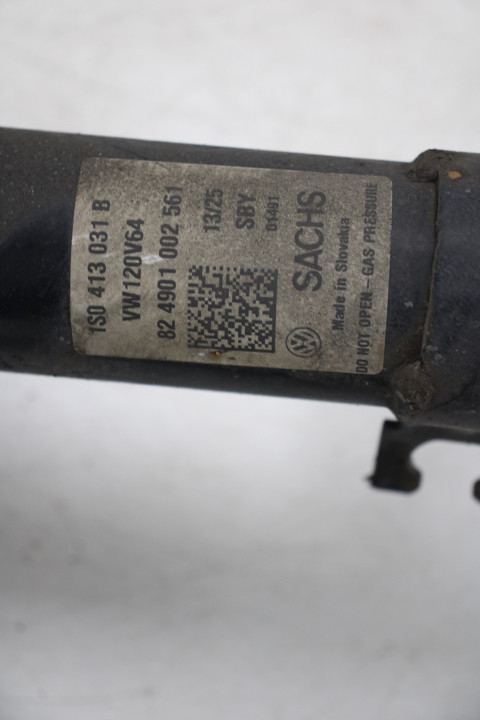 1S0 413 031 B
VW120V64
82 4901 002 561
13/25
SBY
D1491
SACHS
Made in Slovakia
DO NOT OPEN - GAS PRESSURE